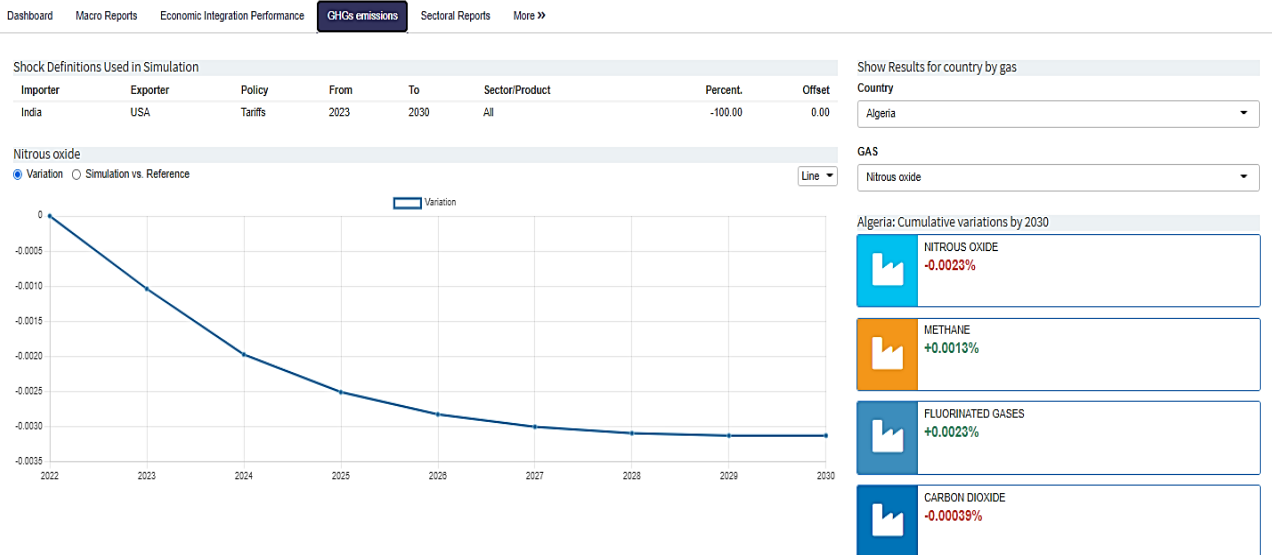 Dashboard Macro Reports Economic Integration Performance GHGs emissions Sectoral Reports More »
Shock Definitions Used in Simulation
Importer Exporter Policy From To Sector/Product Percent. Offset
India USA Tariffs 2023 2030 All -100.00 0.00
Nitrous oxide
Variation Simulation vs. Reference Line
Variation
0
-0.0005
-0.0010
-0.0015
-0.0020
-0.0025
-0.0030
-0.0035
2022 2023 2024 2025 2026 2027 2028 2029 2030
Show Results for country by gas
Country
Algeria
GAS
Nitrous oxide
Algeria: Cumulative variations by 2030
NITROUS OXIDE
-0.0023%
METHANE
+0.0013%
FLUORINATED GASES
+0.0023%
CARBON DIOXIDE
-0.00039%